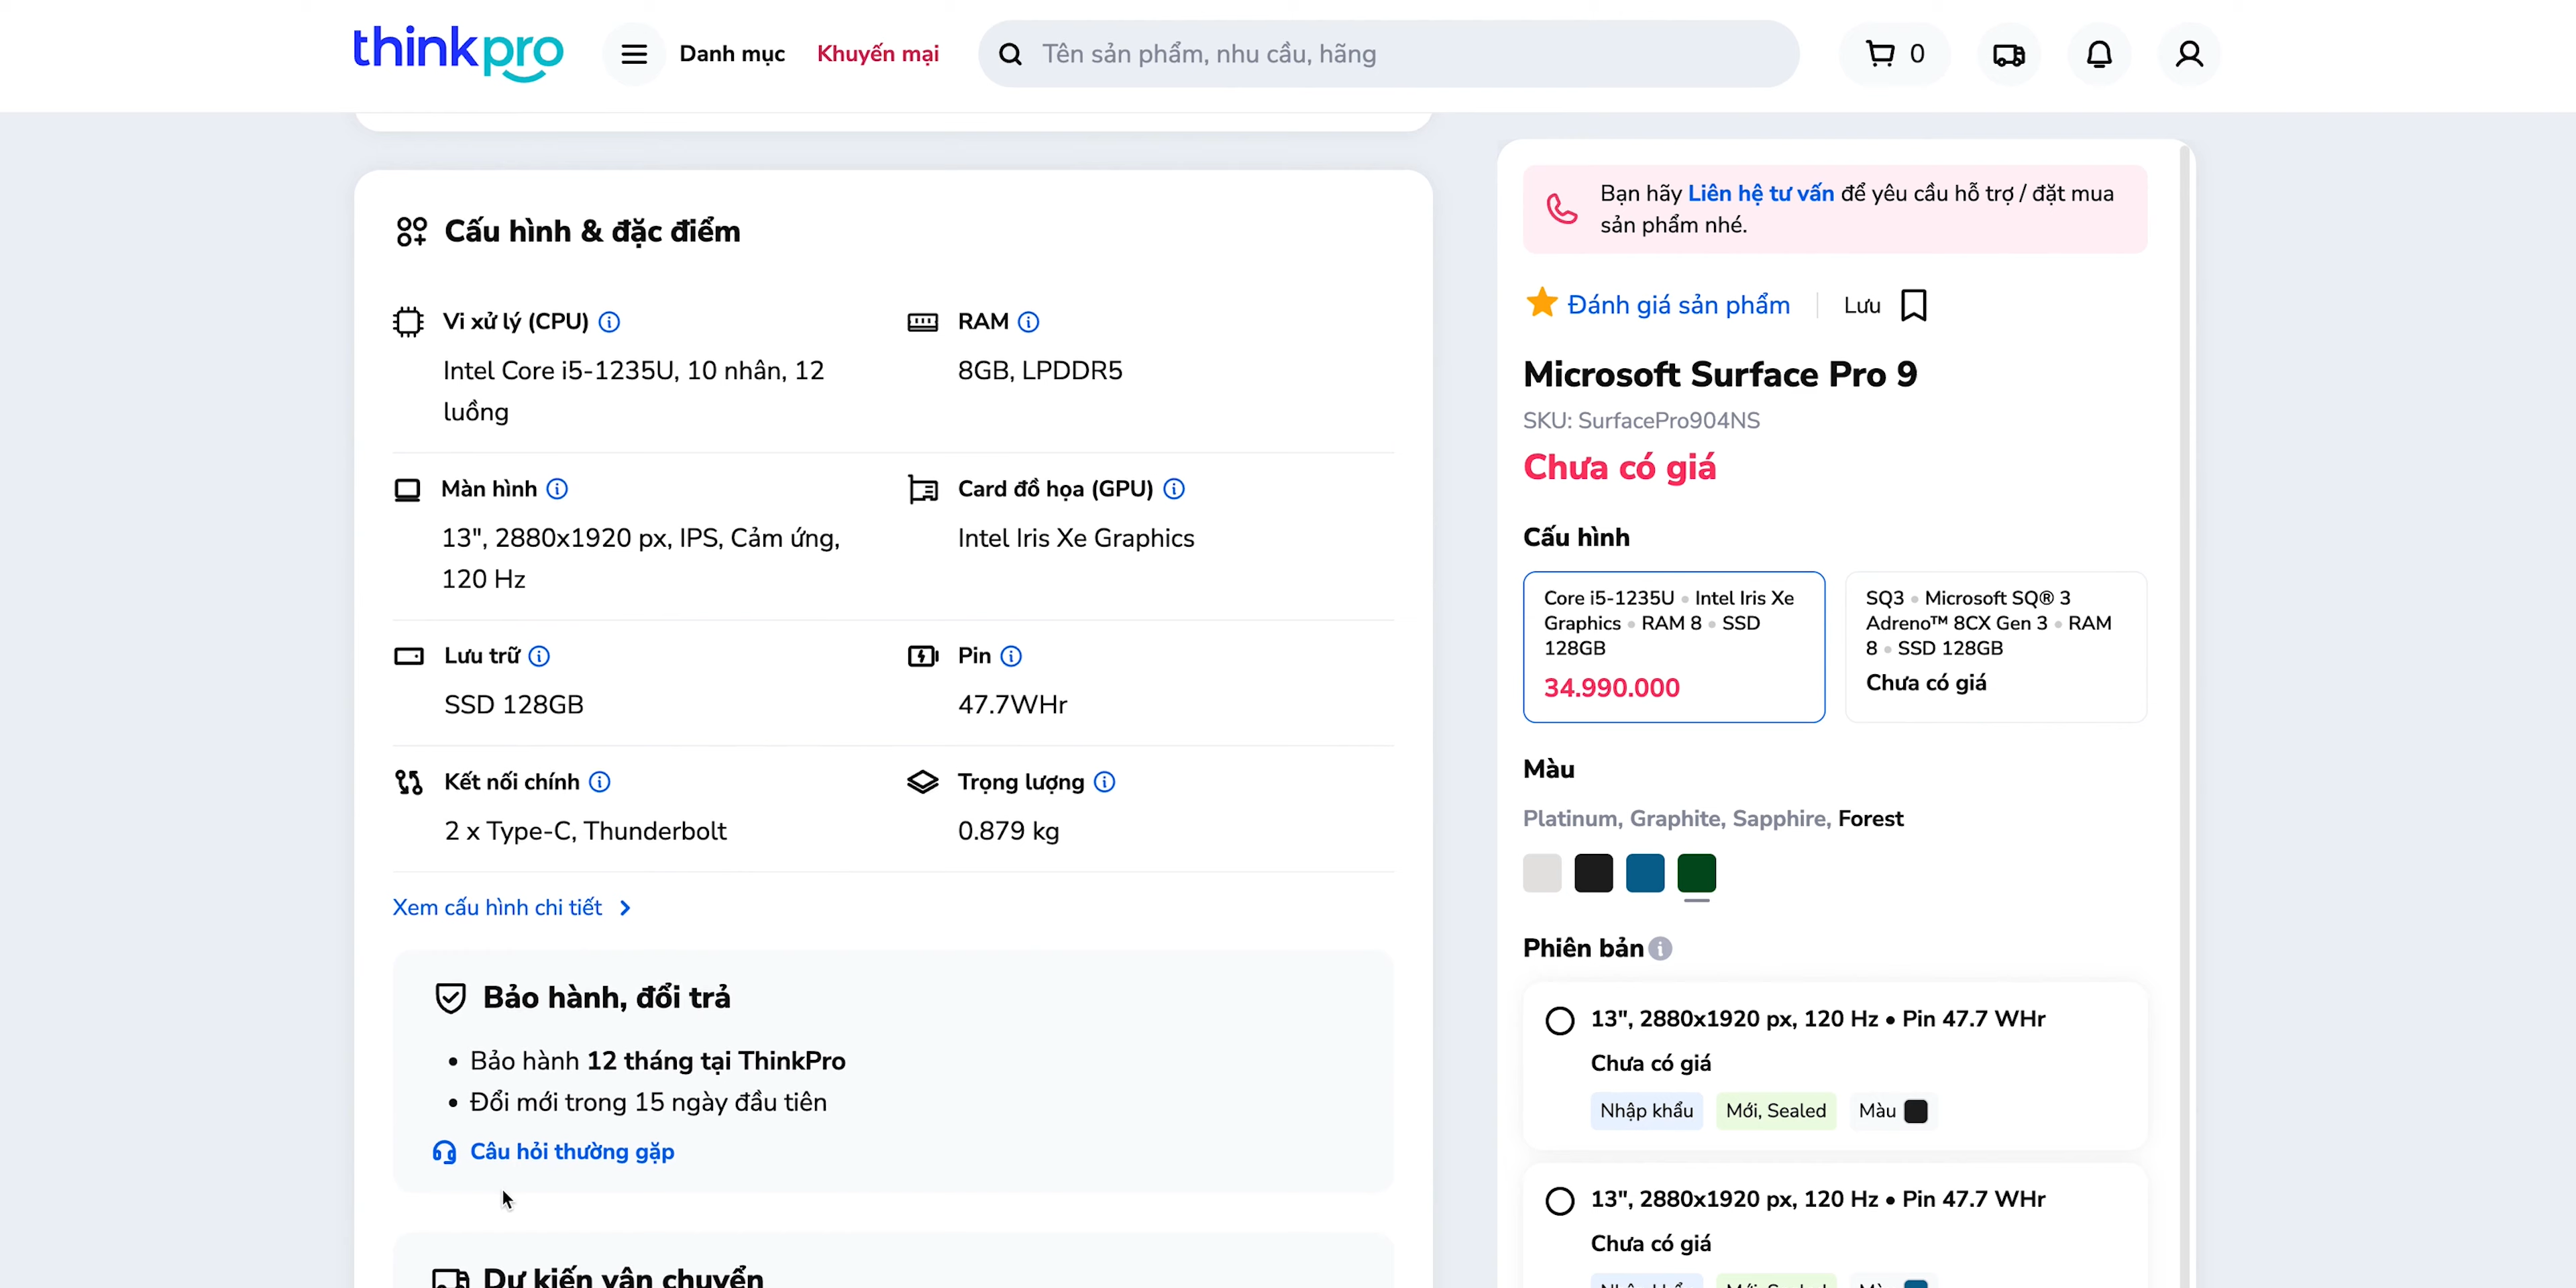 thinkpro
Danh mục
Khuyến mại
Tên sản phẩm, nhu cầu, hãng
0
Cấu hình & đặc điểm
Vi xử lý (CPU)
Intel Core i5-1235U, 10 nhân, 12
luồng
RAM
8GB, LPDDR5
Màn hình
13", 2880x1920 px, IPS, Cảm ứng,
120 Hz
Card đồ họa (GPU)
Intel Iris Xe Graphics
Lưu trữ
SSD 128GB
Pin
47.7WHr
Kết nối chính
2 x Type-C, Thunderbolt
Trọng lượng
0.879 kg
Xem cấu hình chi tiết
Bảo hành, đổi trả
• Bảo hành 12 tháng tại ThinkPro
• Đổi mới trong 15 ngày đầu tiên
Câu hỏi thường gặp
Dự kiến vận chuyển
Bạn hãy Liên hệ tư vấn để yêu cầu hỗ trợ / đặt mua
sản phẩm nhé.
Đánh giá sản phẩm
Lưu
Microsoft Surface Pro 9
SKU: SurfacePro904NS
Chưa có giá
Cấu hình
Core i5-1235U • Intel Iris Xe
Graphics • RAM 8 • SSD
128GB
34.990.000
SQ3 • Microsoft SQ® 3
Adreno™ 8CX Gen 3 • RAM
8 • SSD 128GB
Chưa có giá
Màu
Platinum, Graphite, Sapphire, Forest
Phiên bản
13", 2880x1920 px, 120 Hz • Pin 47.7 WHr
Chưa có giá
Nhập khẩu
Mới, Sealed
Màu
13", 2880x1920 px, 120 Hz • Pin 47.7 WHr
Chưa có giá
Nhập khẩu
Mới, Sealed
Màu